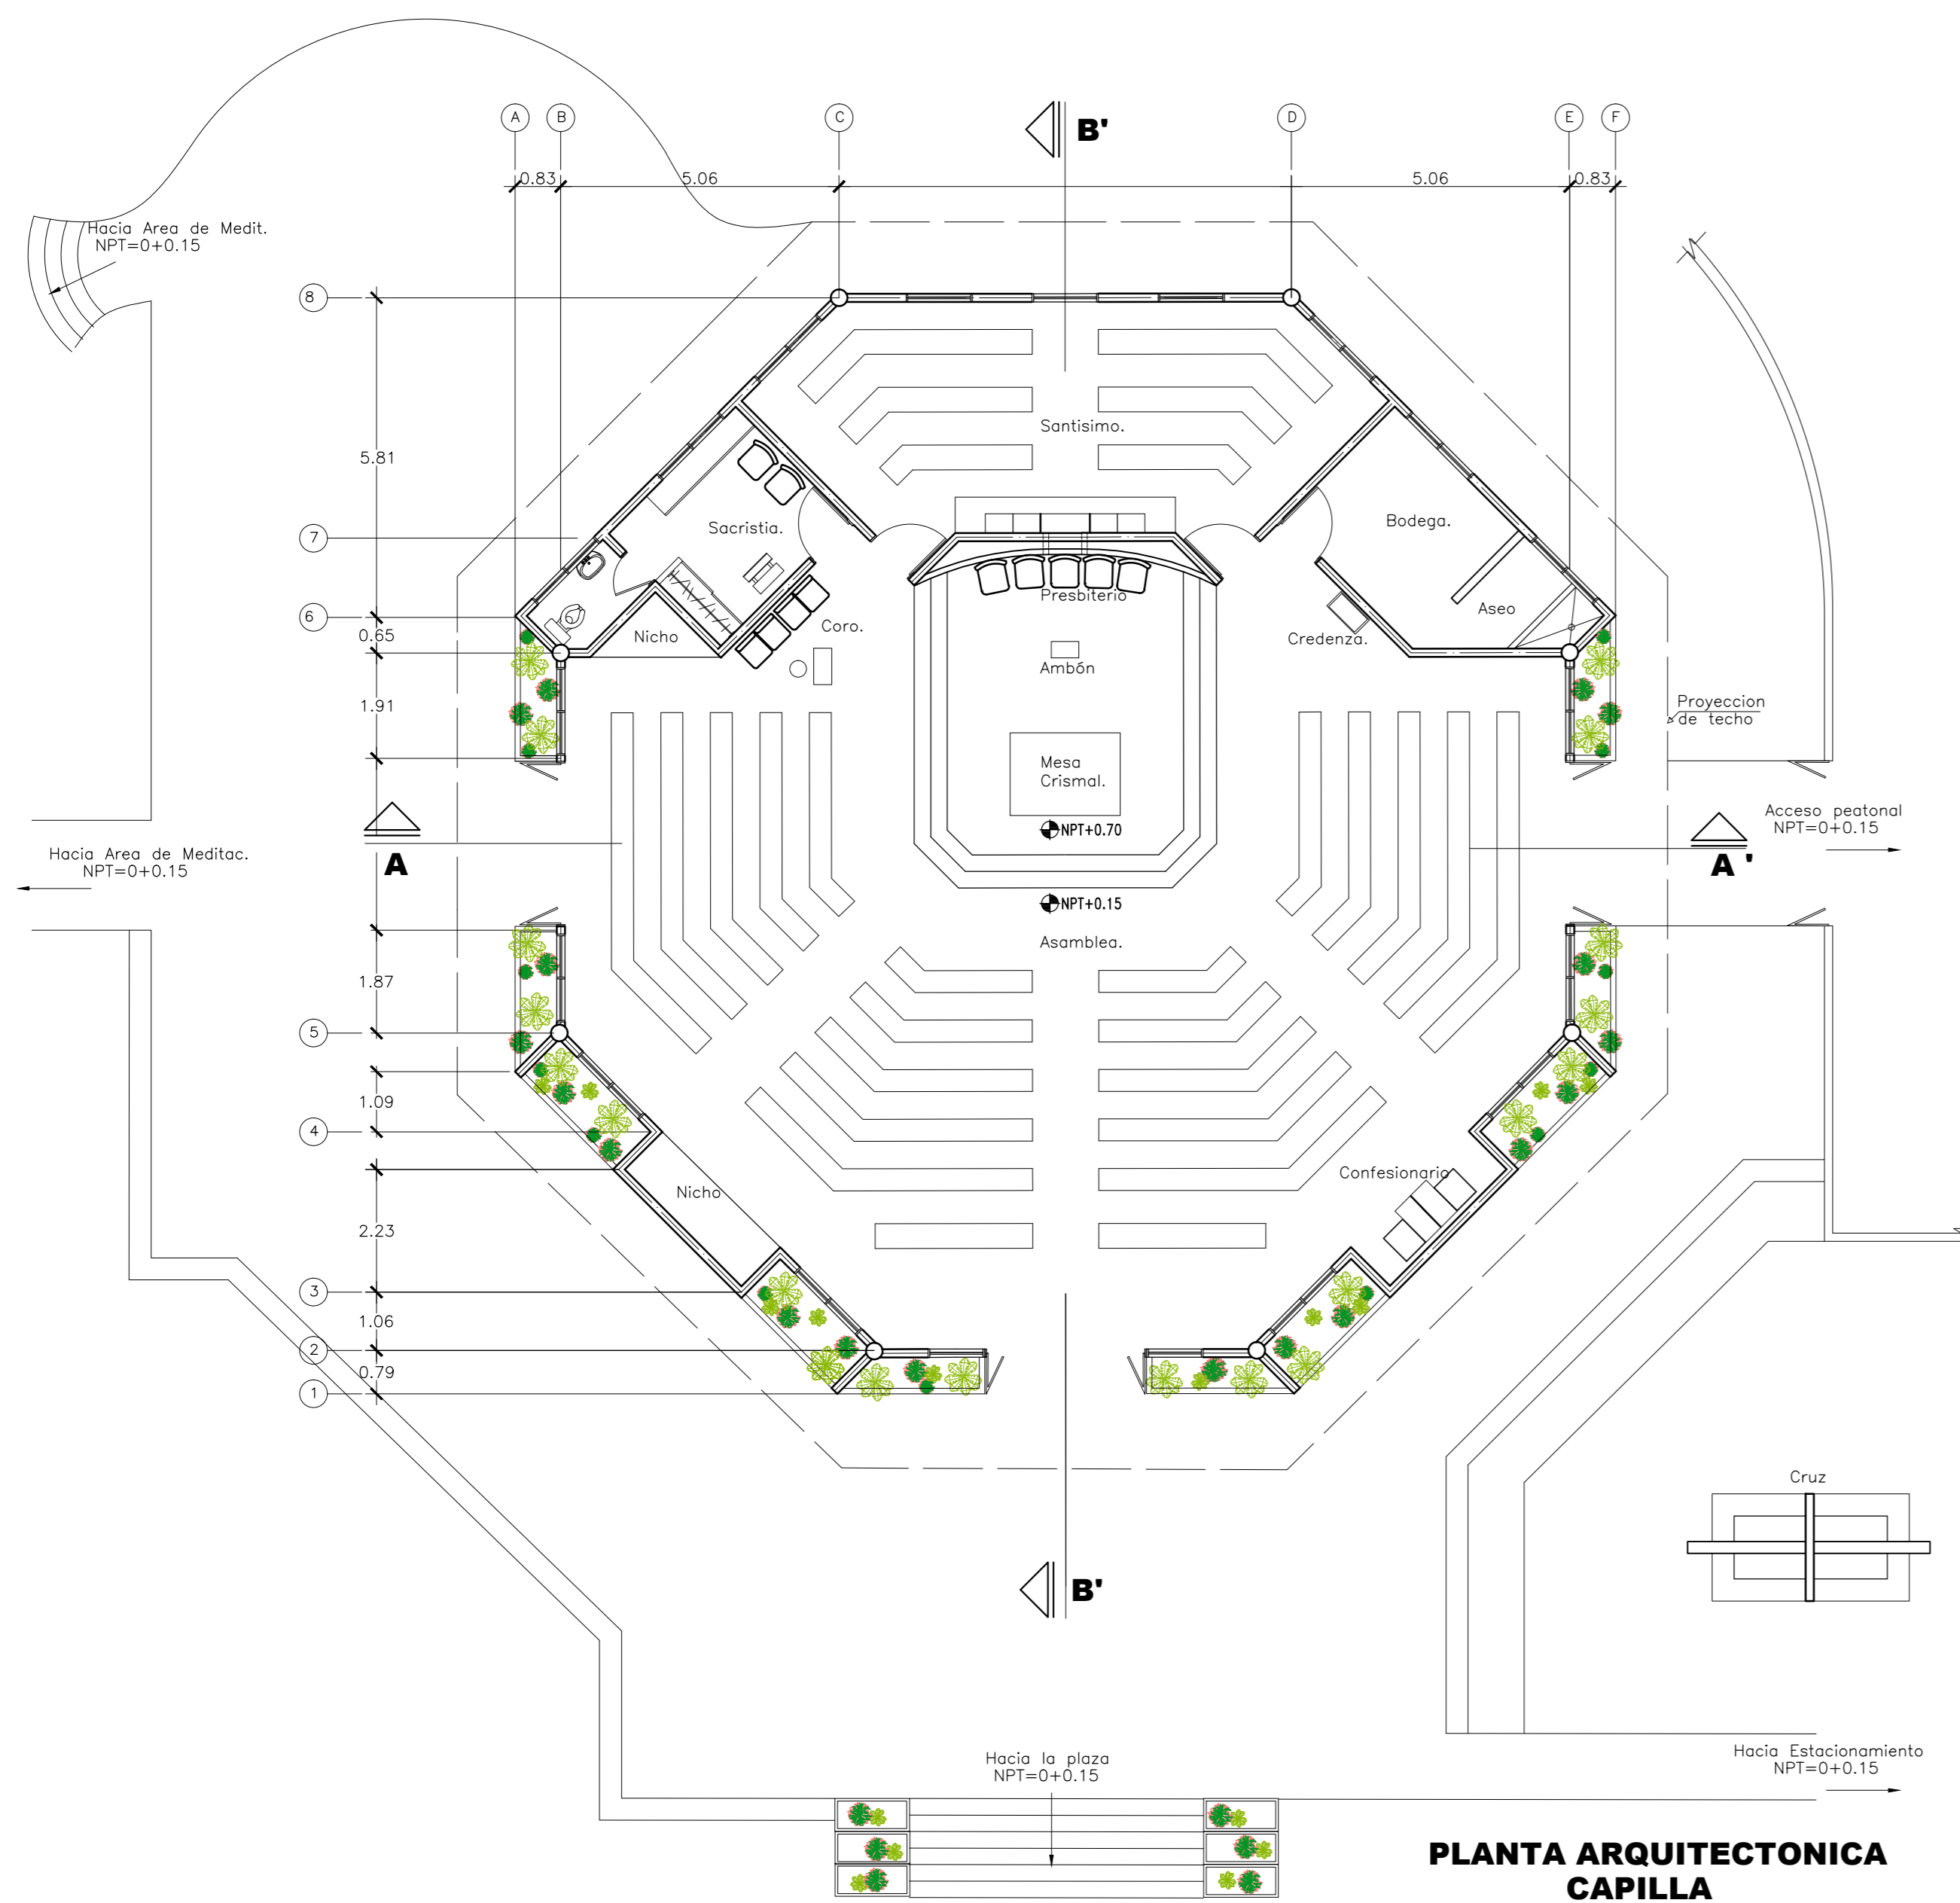 A
B
C
B'
D
E
F
0.83
5.06
5.06
0.83
Hacia Area de Medit.
NPT=0+0.15
8
Santisimo.
5.81
Sacristia.
Bodega.
7
Presbiterio
6
0.65
Nicho
Coro.
Aseo
Credenza.
Ambón
1.91
Proyeccion
de techo
Mesa
Crismal.
NPT+0.70
Acceso peatonal
NPT=0+0.15
Hacia Area de Meditac.
NPT=0+0.15
A
A '
NPT+0.15
Asamblea.
1.87
5
1.09
4
Nicho
Confesionario
2.23
3
1.06
2
0.79
1
Cruz
B'
Hacia la plaza
NPT=0+0.15
Hacia Estacionamiento
NPT=0+0.15
PLANTA ARQUITECTONICA
CAPILLA